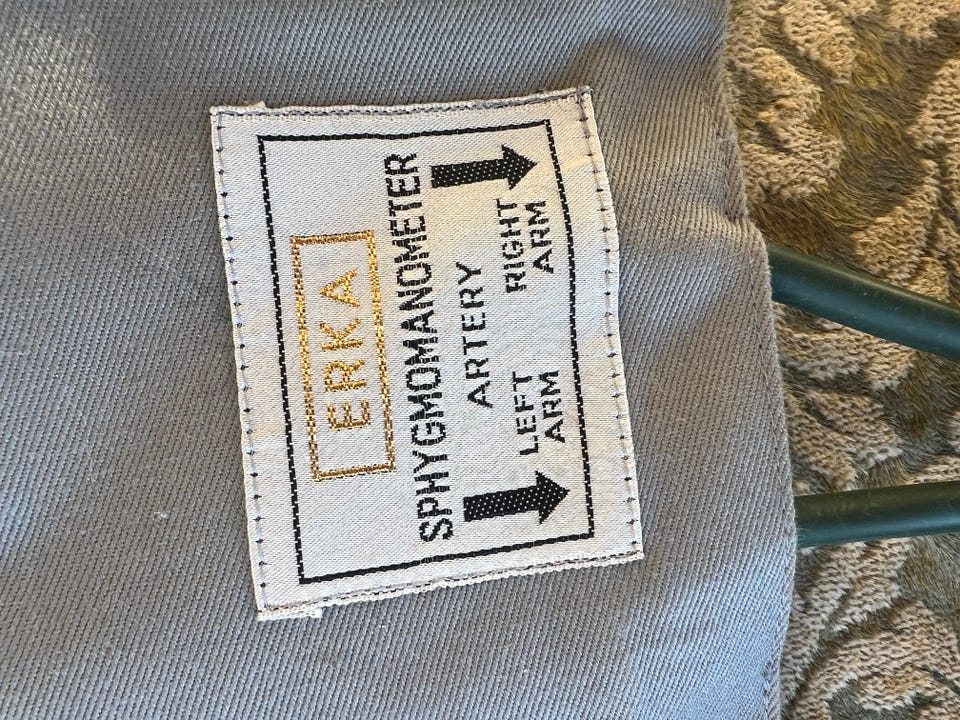 ERKA
SPHYGMOMANOMETER
ARTERY
LEFT RIGHT
ARM ARM